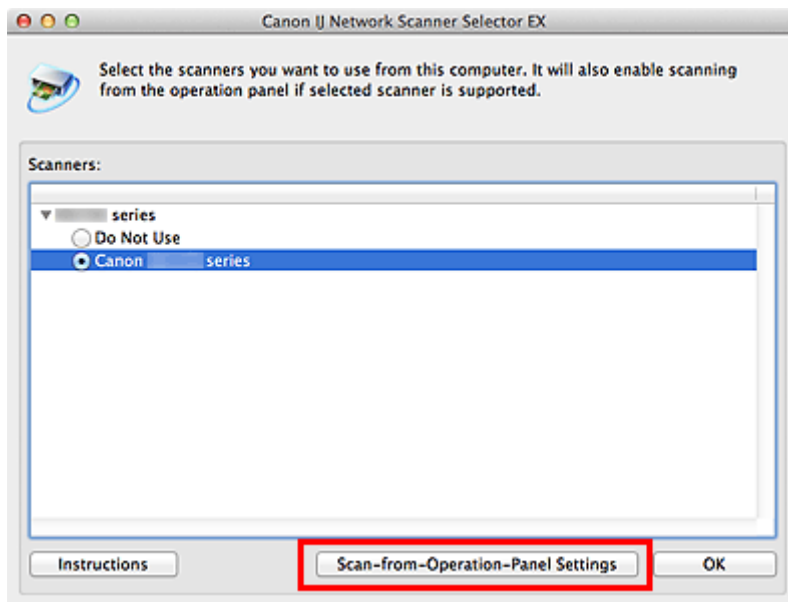 Canon IJ Network Scanner Selector EX
Select the scanners you want to use from this computer. It will also enable scanning
from the operation panel if selected scanner is supported.
Scanners:
series
Do Not Use
Canon series
Instructions
Scan-from-Operation-Panel Settings
OK